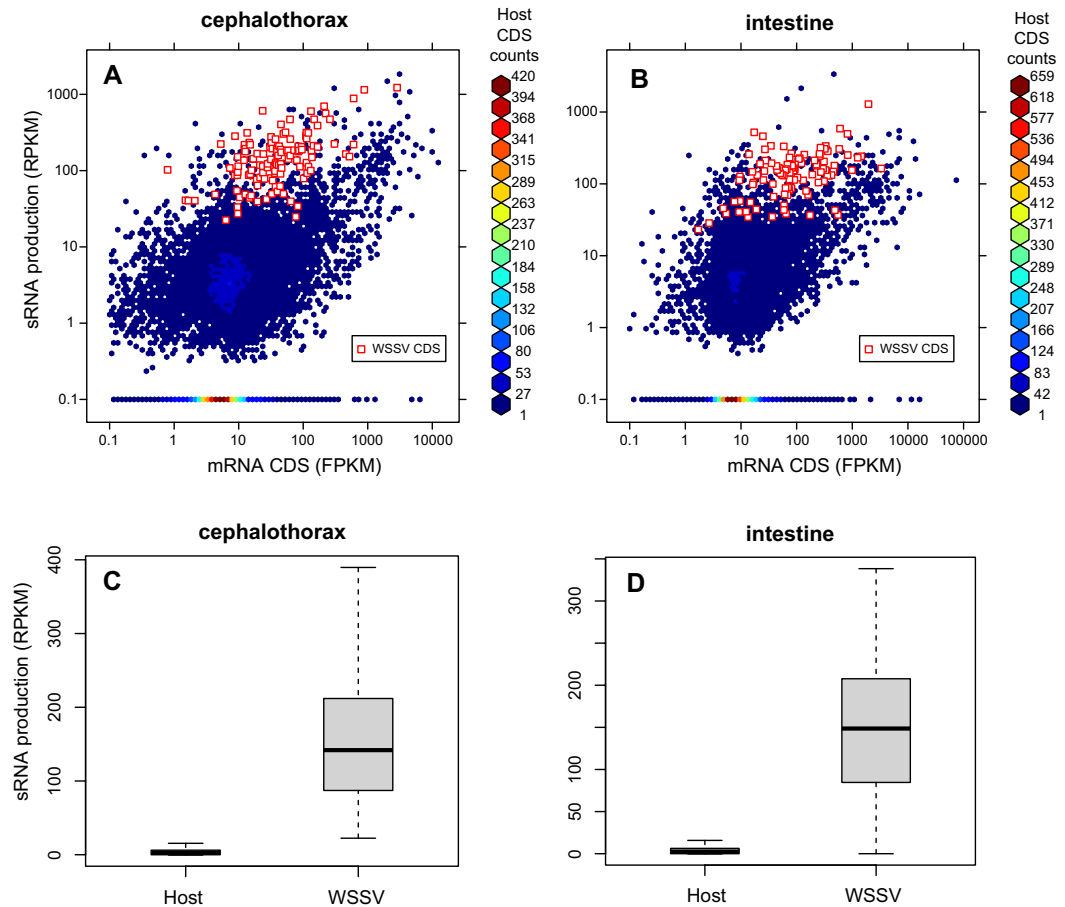 cephalothorax
intestine
Host
CDS
counts
Host
CDS
counts
A
B
420
394
368
341
315
289
263
237
210
184
158
132
106
80
53
27
1
659
618
577
536
494
453
412
371
330
289
248
207
166
124
83
42
1
sRNA production (RPKM)
1000
100
10
1
0.1
1000
100
10
1
0.1
WSSV CDS
WSSV CDS
0.1 1 10 100 1000 10000
0.1 1 10 100 1000 10000 100000
mRNA CDS (FPKM)
mRNA CDS (FPKM)
cephalothorax
intestine
C
D
sRNA production (RPKM)
400
300
200
100
0
300
200
100
50
0
Host WSSV
Host WSSV